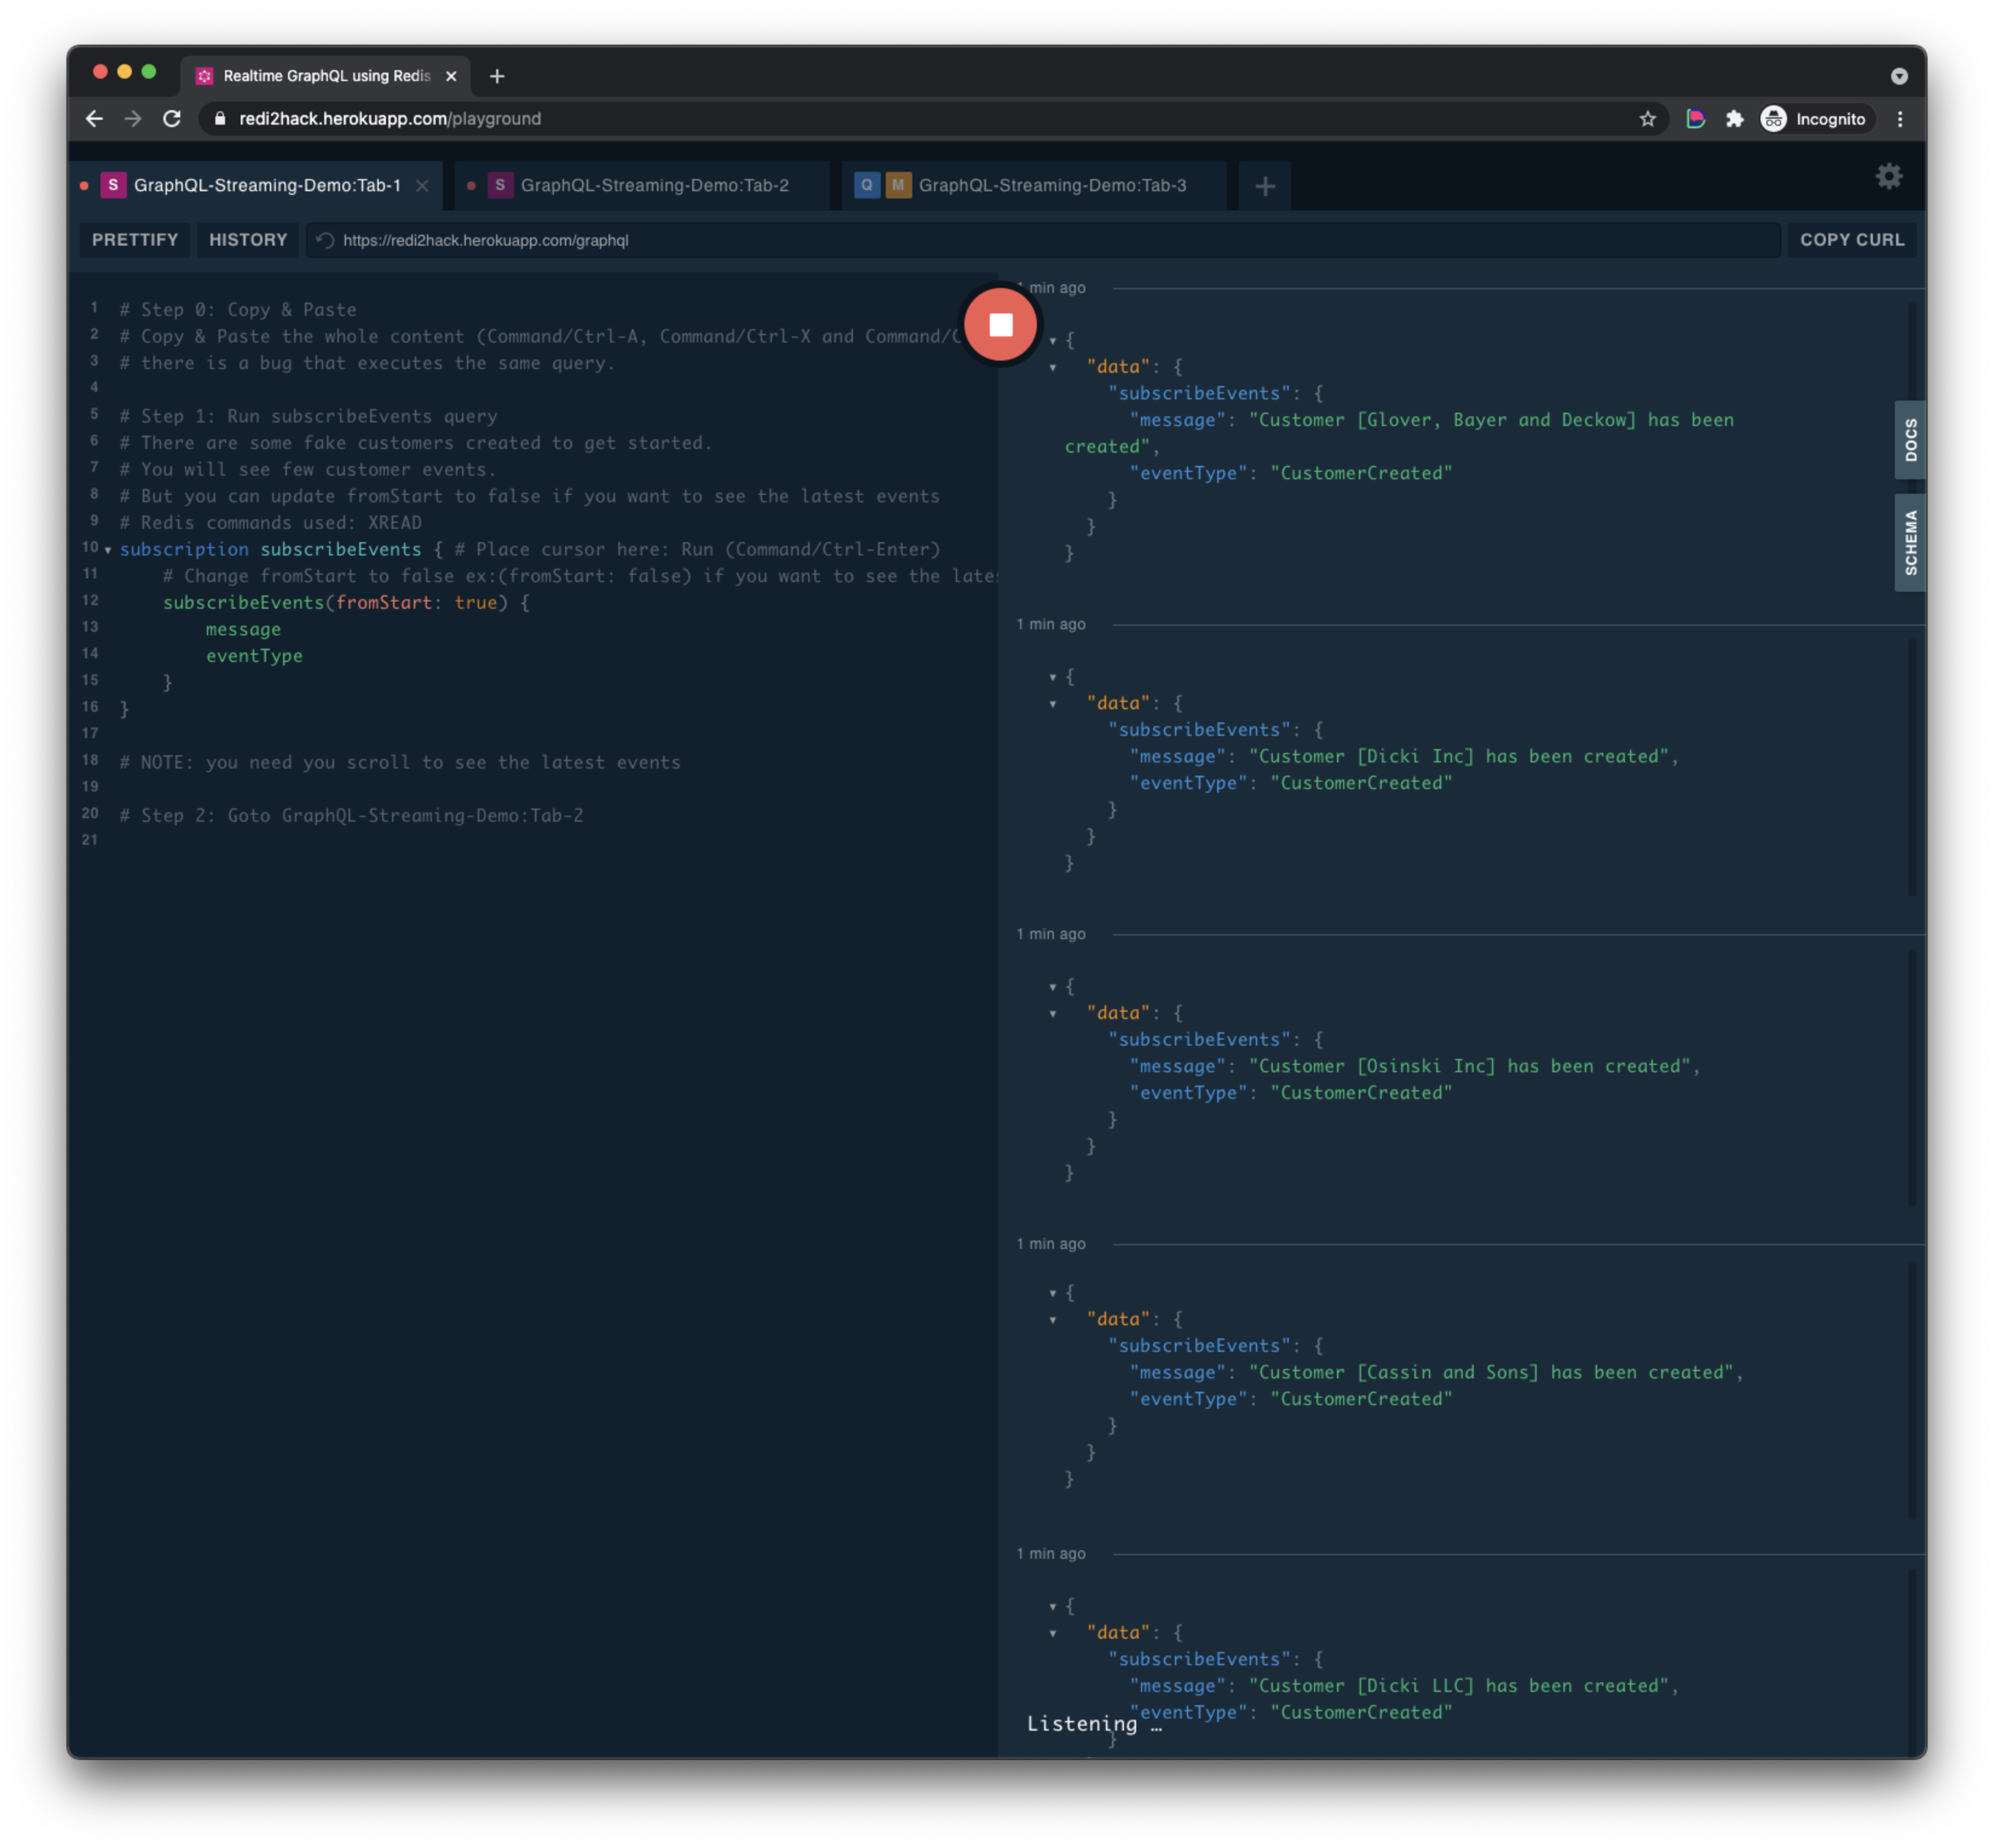 Realtime GraphQL using Redis
redi2hack.herokuapp.com/playground
Incognito
S GraphQL-Streaming-Demo:Tab-1
S GraphQL-Streaming-Demo:Tab-2
Q M GraphQL-Streaming-Demo:Tab-3
PRETTIFY
HISTORY
https://redi2hack.herokuapp.com/graphql
COPY CURL
1 # Step 0: Copy & Paste
2 # Copy & Paste the whole content (Command/Ctrl-A, Command/Ctrl-X and Command/C
3 # there is a bug that executes the same query.
4
5 # Step 1: Run subscribeEvents query
6 # There are some fake customers created to get started.
7 # You will see few customer events.
8 # But you can update fromStart to false if you want to see the latest events
9 # Redis commands used: XREAD
10 subscription subscribeEvents { # Place cursor here: Run (Command/Ctrl-Enter)
11 # Change fromStart to false ex:(fromStart: false) if you want to see the late
12 subscribeEvents(fromStart: true) {
13 message
14 eventType
15 }
16 }
17
18 # NOTE: you need you scroll to see the latest events
19
20 # Step 2: Goto GraphQL-Streaming-Demo:Tab-2
21
1 min ago
{
"data": {
"subscribeEvents": {
"message": "Customer [Glover, Bayer and Deckow] has been
created",
"eventType": "CustomerCreated"
}
}
}
1 min ago
{
"data": {
"subscribeEvents": {
"message": "Customer [Dicki Inc] has been created",
"eventType": "CustomerCreated"
}
}
}
1 min ago
{
"data": {
"subscribeEvents": {
"message": "Customer [Osinski Inc] has been created",
"eventType": "CustomerCreated"
}
}
}
1 min ago
{
"data": {
"subscribeEvents": {
"message": "Customer [Cassin and Sons] has been created",
"eventType": "CustomerCreated"
}
}
}
1 min ago
{
"data": {
"subscribeEvents": {
"message": "Customer [Dicki LLC] has been created",
"eventType": "CustomerCreated"
}
Listening …
DOCS
SCHEMA